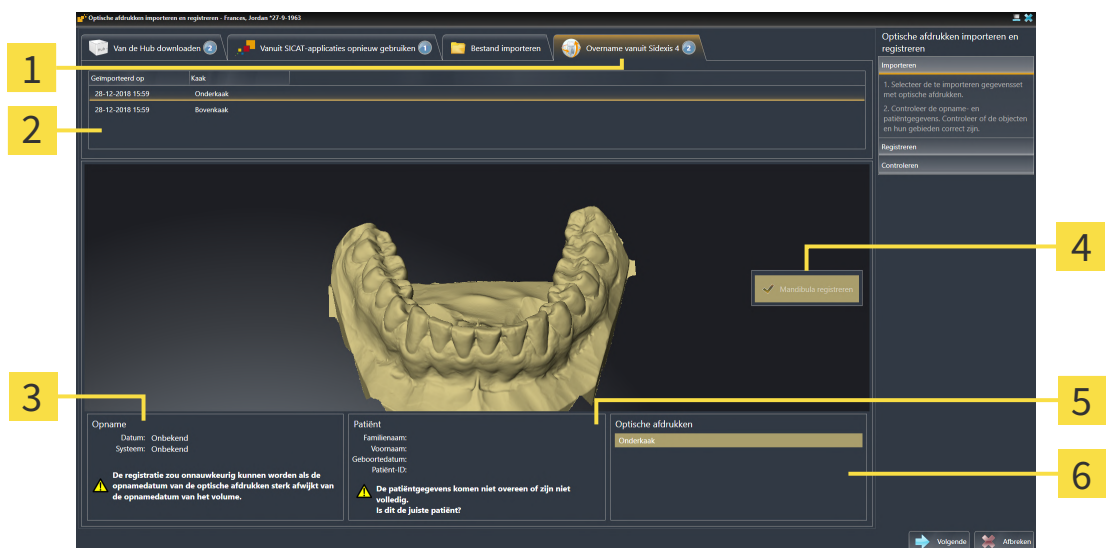 Optische afdrukken importeren en registreren - Frances, Jordan *27-9-1963
Van de Hub downloaden 2
Vanuit SICAT-applicaties opnieuw gebruiken 1
Bestand importeren
Overname vanuit Sidexis 4 2
1
Geïmporteerd op Kaak
28-12-2018 15:59 Onderkaak
28-12-2018 15:59 Bovenkaak
2
Optische afdrukken importeren en
registreren
Importeren
1. Selecteer de te importeren gegevensset
met optische afdrukken.
2. Controleer de opname- en
patiëntgegevens. Controleer of de objecten
en hun gebieden correct zijn.
Registreren
Controleren
4
Mandibula registreren
3
Opname
Datum: Onbekend
Systeem: Onbekend
De registratie zou onnauwkeurig kunnen worden als de
opnamedatum van de optische afdrukken sterk afwijkt van
de opnamedatum van het volume.
Patiënt
Familienaam:
Voornaam:
Geboortedatum:
Patiënt-ID:
De patiëntgegevens komen niet overeen of zijn niet
volledig.
Is dit de juiste patiënt?
5
Optische afdrukken
Onderkaak
6
Volgende
Afbreken